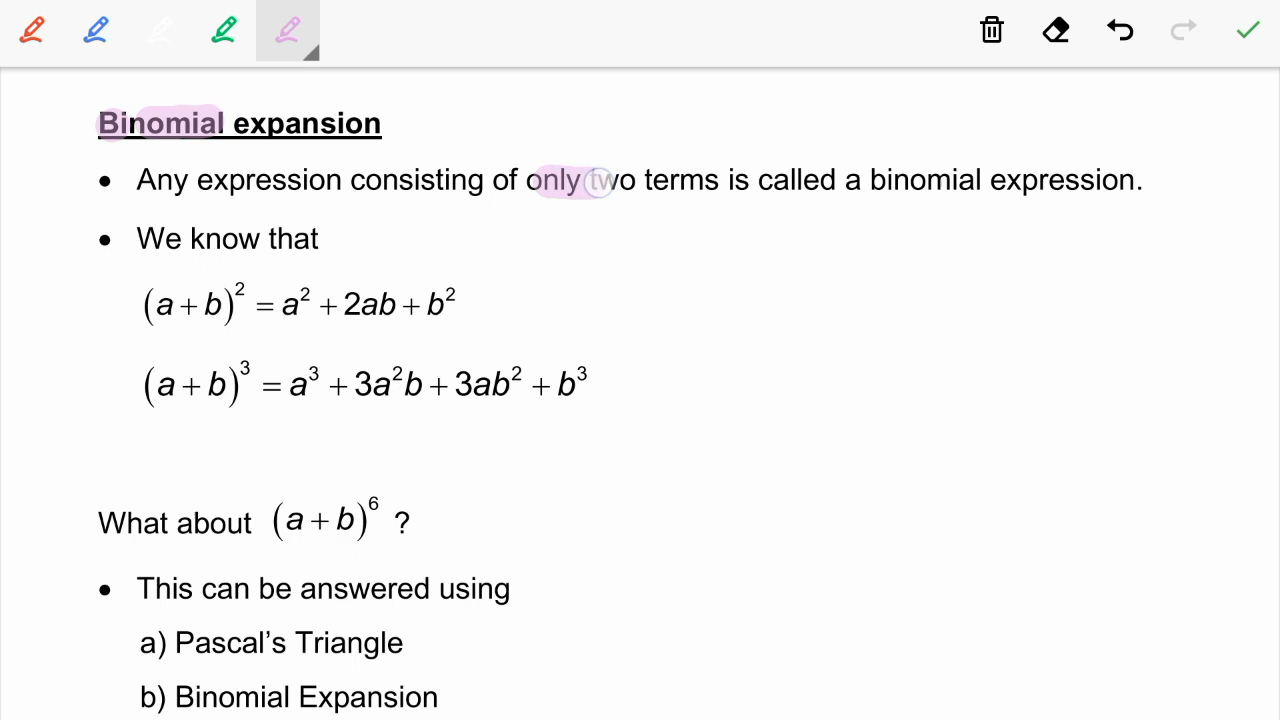 Binomial expansion
• Any expression consisting of only two terms is called a binomial expression.
• We know that
(a + b)² = a² + 2ab + b²
(a + b)³ = a³ + 3a²b + 3ab² + b³
What about (a + b)⁶ ?
• This can be answered using
a) Pascal’s Triangle
b) Binomial Expansion